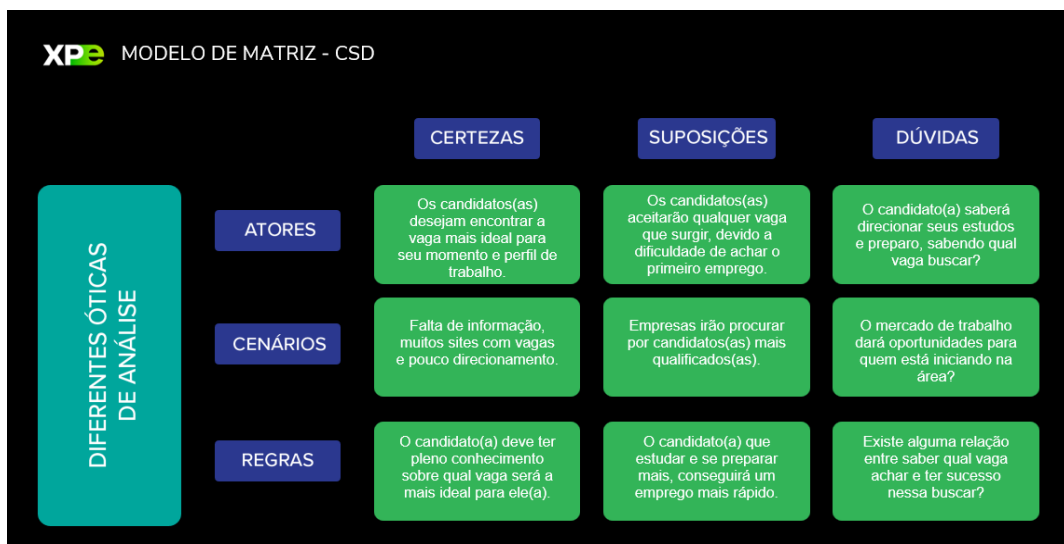 XPe MODELO DE MATRIZ - CSD
CERTEZAS
SUPOSIÇÕES
DÚVIDAS
DIFERENTES ÓTICAS
DE ANÁLISE
ATORES
Os candidatos(as)
desejam encontrar a
vaga mais ideal para
seu momento e perfil de
trabalho.
Os candidatos(as)
aceitarão qualquer vaga
que surgir, devido a
dificuldade de achar o
primeiro emprego.
O candidato(a) saberá
direcionar seus estudos
e preparo, sabendo qual
vaga buscar?
CENÁRIOS
Falta de informação,
muitos sites com vagas
e pouco direcionamento.
Empresas irão procurar
por candidatos(as) mais
qualificados(as).
O mercado de trabalho
dará oportunidades para
quem está iniciando na
área?
REGRAS
O candidato(a) deve ter
pleno conhecimento
sobre qual vaga será a
mais ideal para ele(a).
O candidato(a) que
estudar e se preparar
mais, conseguirá um
emprego mais rápido.
Existe alguma relação
entre saber qual vaga
achar e ter sucesso
nessa buscar?